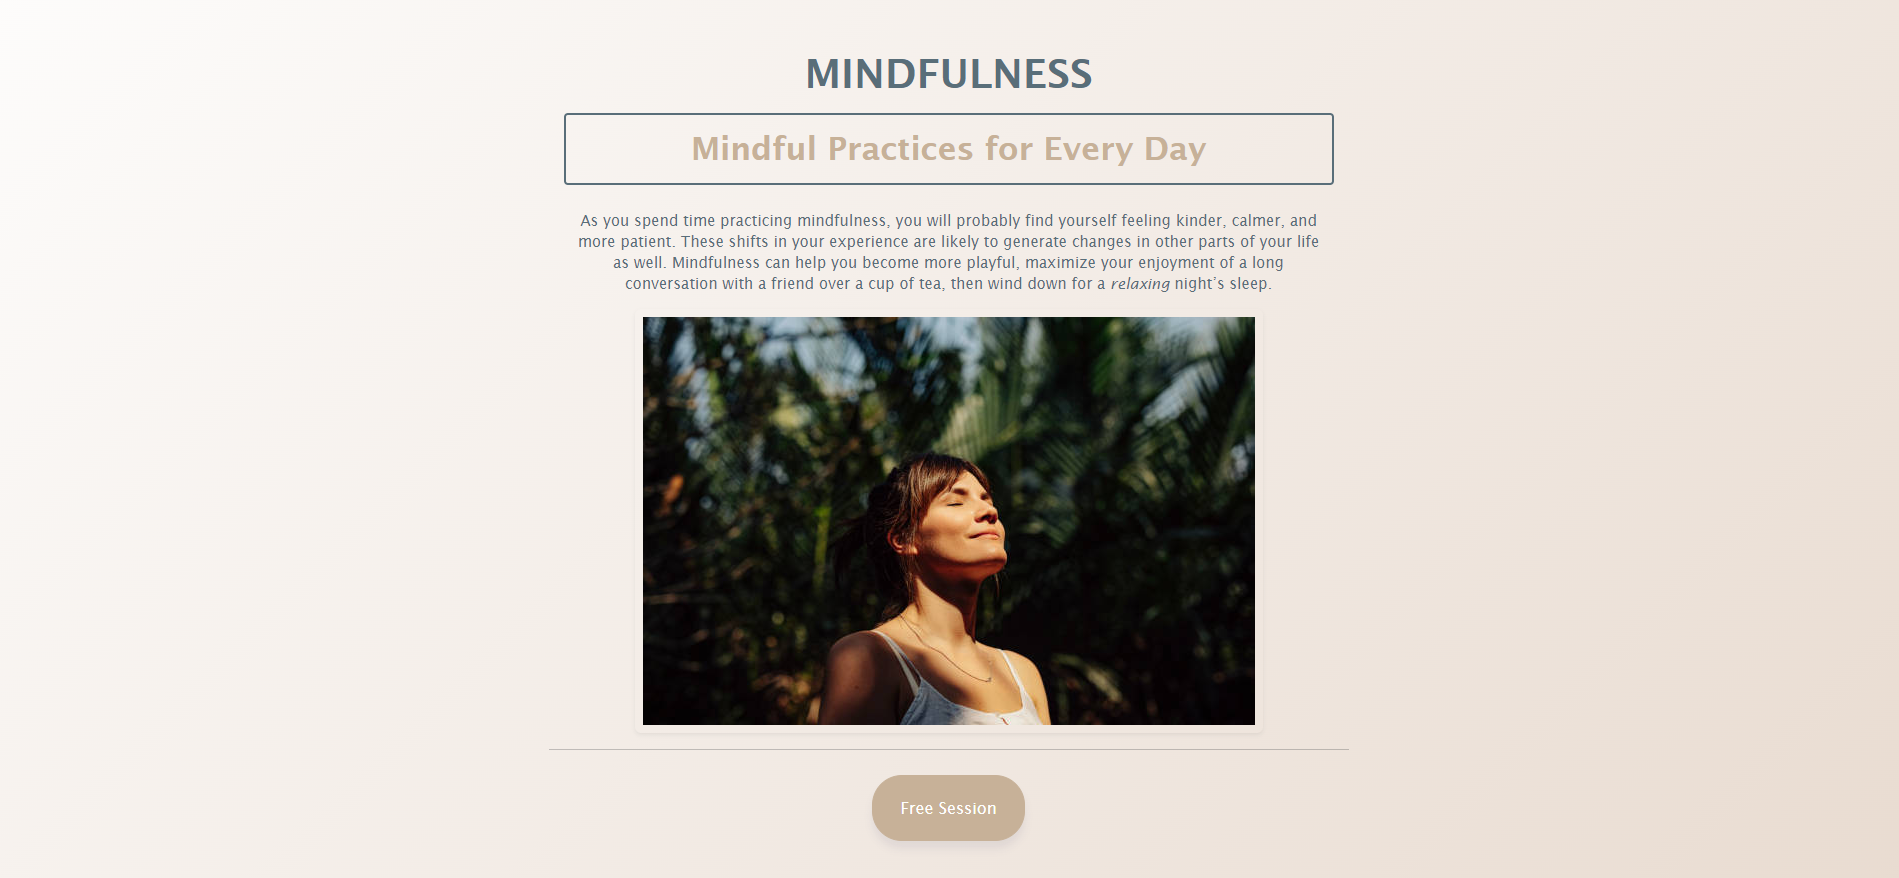 MINDFULNESS
Mindful Practices for Every Day
As you spend time practicing mindfulness, you will probably find yourself feeling kinder, calmer, and
more patient. These shifts in your experience are likely to generate changes in other parts of your life
as well. Mindfulness can help you become more playful, maximize your enjoyment of a long
conversation with a friend over a cup of tea, then wind down for a relaxing night’s sleep.
Free Session